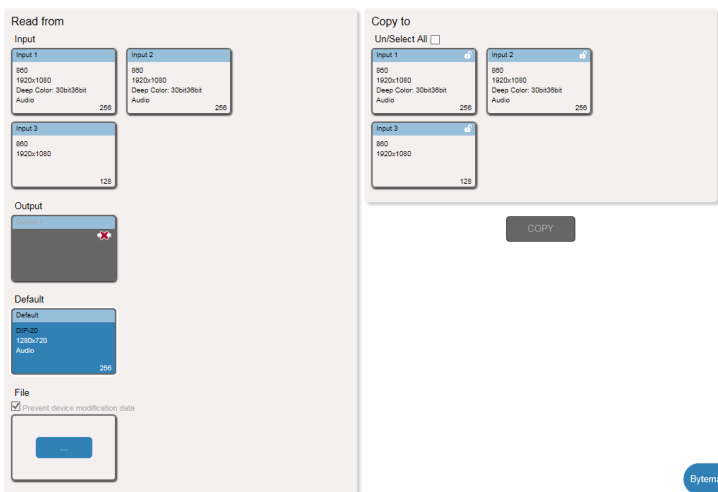 Read from
Input
Input 1
860
1920x1080
Deep Color: 30bit36bit
Audio
256
Input 2
860
1920x1080
Deep Color: 30bit36bit
Audio
256
Input 3
860
1920x1080
128
Output
Output 1
Default
Default
DIP-20
1280x720
Audio
256
File
Prevent device modification data
...
Copy to
Un/Select All
Input 1
860
1920x1080
Deep Color: 30bit36bit
Audio
256
Input 2
860
1920x1080
Deep Color: 30bit36bit
Audio
256
Input 3
860
1920x1080
128
COPY